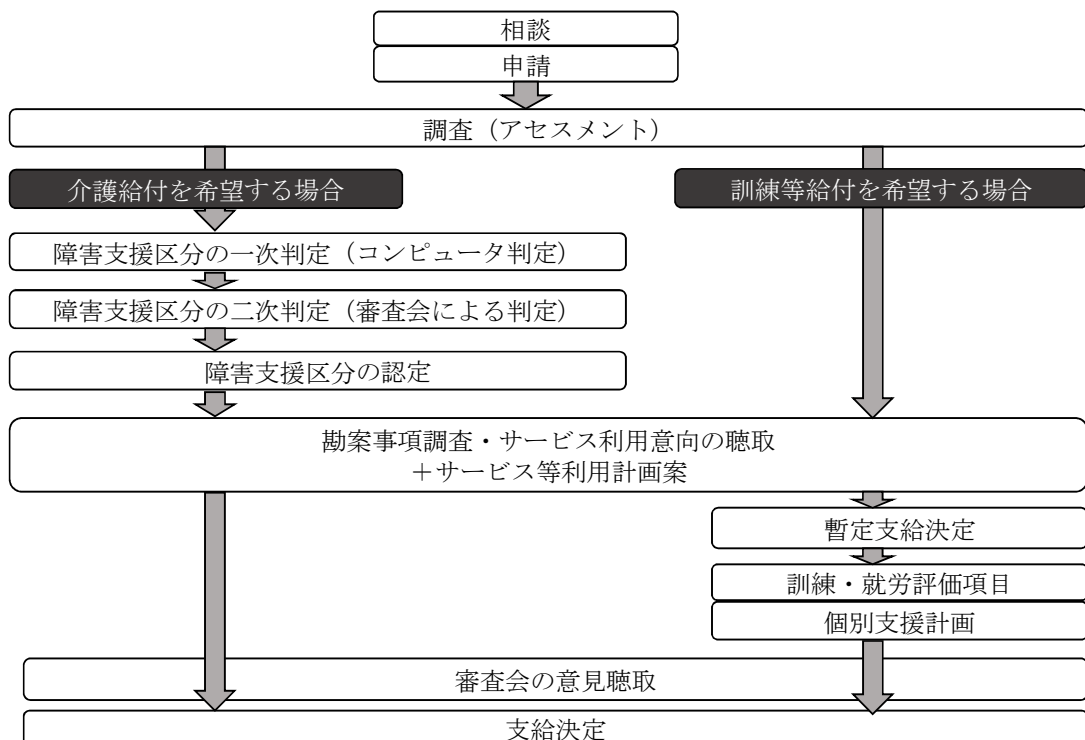 相談
申請
調査（アセスメント）
介護給付を希望する場合
訓練等給付を希望する場合
障害支援区分の一次判定（コンピュータ判定）
障害支援区分の二次判定（審査会による判定）
障害支援区分の認定
勘案事項調査・サービス利用意向の聴取
＋サービス等利用計画案
暫定支給決定
訓練・就労評価項目
個別支援計画
審査会の意見聴取
支給決定